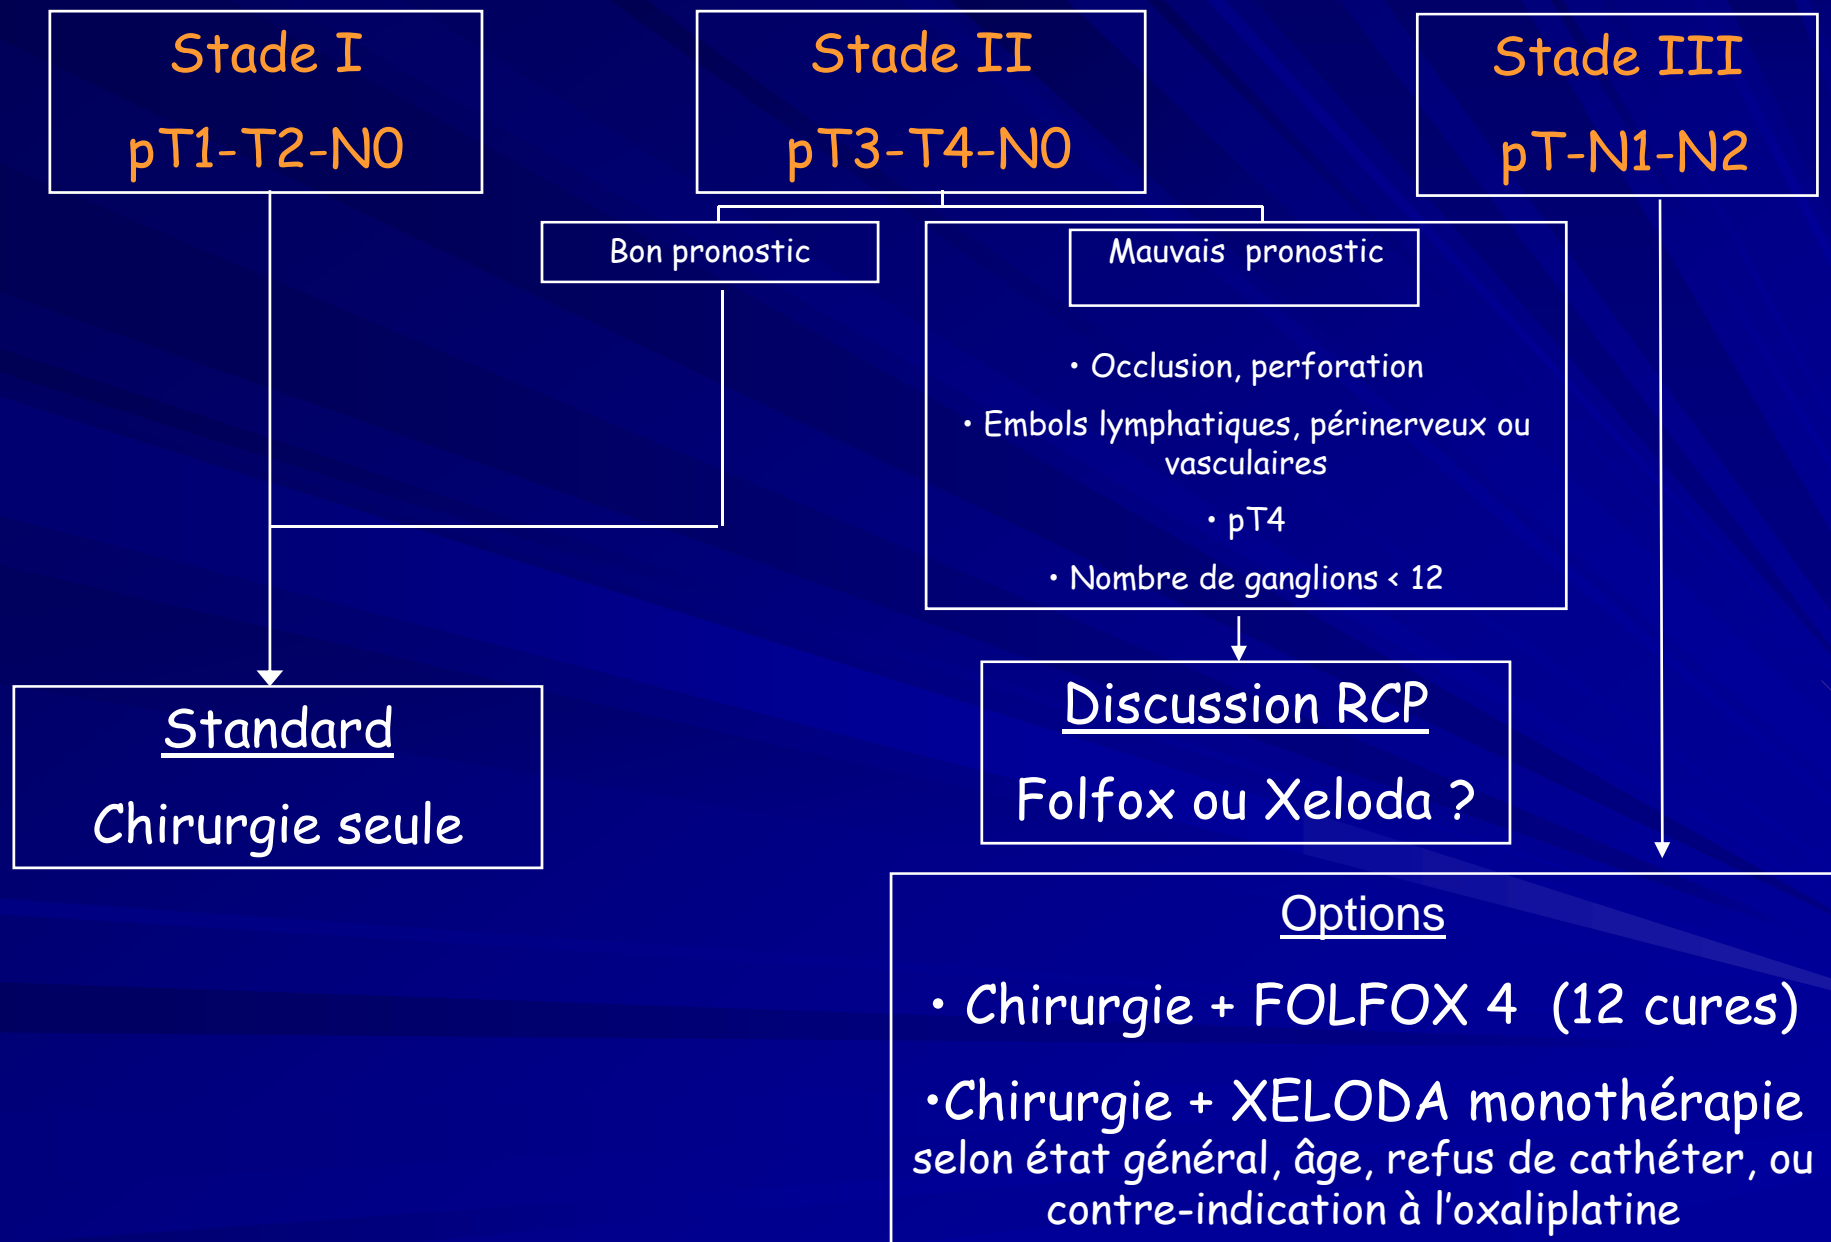 Stade I
pT1-T2-N0
Stade II
pT3-T4-N0
Stade III
pT-N1-N2
Bon pronostic
Mauvais pronostic
• Occlusion, perforation
• Embols lymphatiques, périnerveux ou
vasculaires
• pT4
• Nombre de ganglions < 12
Standard
Chirurgie seule
Discussion RCP
Folfox ou Xeloda ?
Options
• Chirurgie + FOLFOX 4 (12 cures)
•Chirurgie + XELODA monothérapie
selon état général, âge, refus de cathéter, ou
contre-indication à l'oxaliplatine